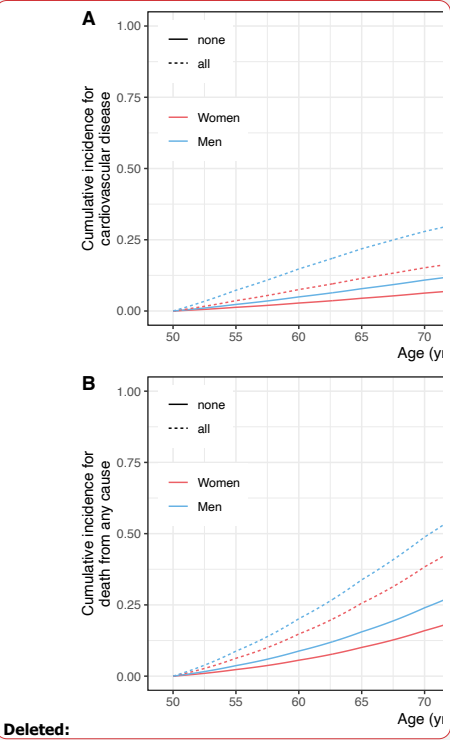 A
1.00
none
all
0.75
Women
Men
Cumulative incidence for
cardiovascular disease
0.50
0.25
0.00
50 55 60 65 70
Age (y
B
1.00
none
all
0.75
Women
Men
Cumulative incidence for
death from any cause
0.50
0.25
0.00
50 55 60 65 70
Age (y
Deleted: